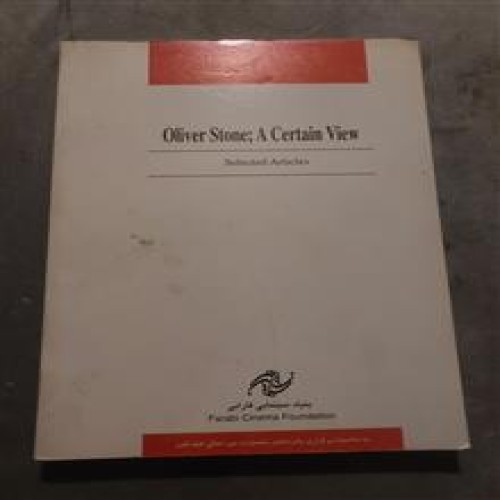 Oliver Stone; A Certain View
Selected Articles
بنیاد سینمایی فارابی
Farabi Cinema Foundation